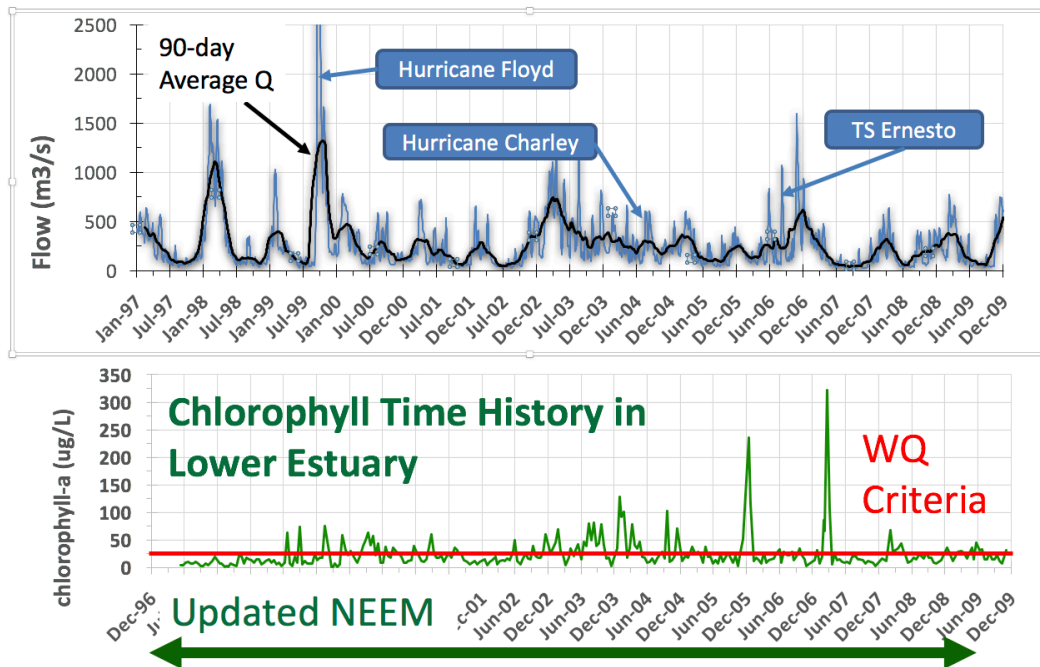 2500
2000
1500
1000
500
0
Flow (m3/s)
90-day
Average Q
Hurricane Floyd
Hurricane Charley
TS Ernesto
Jan-97
Jul-97
Jan-98
Jul-98
Jan-99
Jul-99
Jan-00
Jul-00
Dec-00
Jul-01
Dec-01
Jul-02
Dec-02
Jul-03
Dec-03
Jun-04
Dec-04
Jun-05
Dec-05
Jun-06
Dec-06
Jun-07
Dec-07
Jun-08
Dec-08
Jun-09
Dec-09
350
300
250
200
150
100
50
0
chlorophyll-a (ug/L)
Chlorophyll Time History in
Lower Estuary
WQ
Criteria
Dec-96
Updated NEEM
c-01
Jun-02
Dec-02
Jun-03
Dec-03
Jun-04
Dec-04
Jun-05
Dec-05
Jun-06
Dec-06
Jun-07
Dec-07
Jun-08
Dec-08
Jun-09
Dec-09